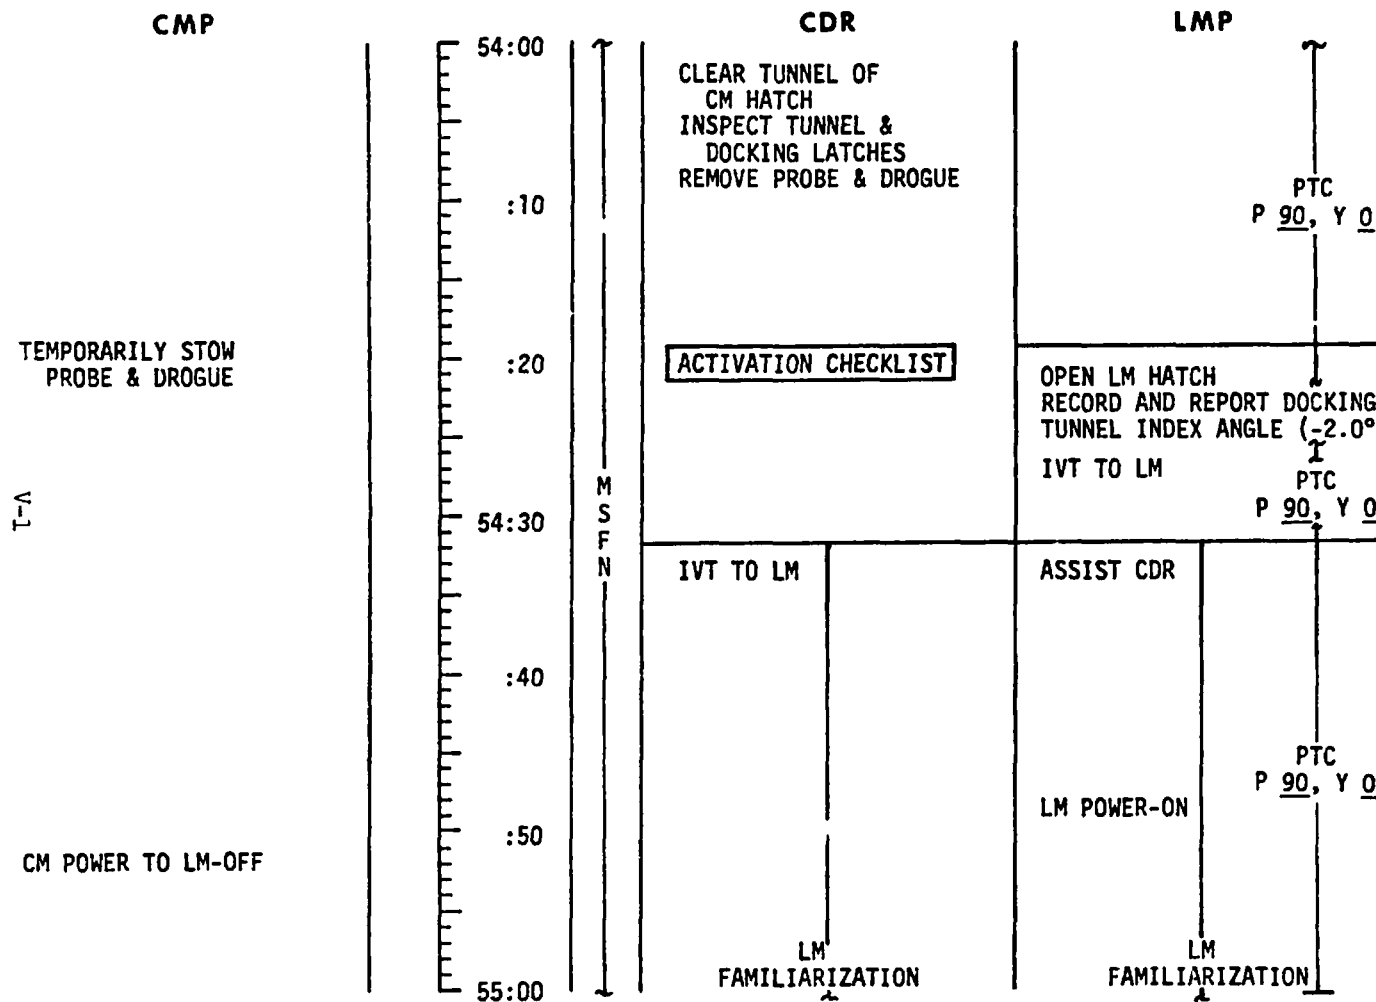 CMP
CDR
LMP
54:00
CLEAR TUNNEL OF
CM HATCH
INSPECT TUNNEL &
DOCKING LATCHES
REMOVE PROBE & DROGUE
PTC
P 90, Y 0
:10
TEMPORARILY STOW
PROBE & DROGUE
:20
ACTIVATION CHECKLIST
OPEN LM HATCH
RECORD AND REPORT DOCKING
TUNNEL INDEX ANGLE (-2.0°
IVT TO LM
PTC
P 90, Y 0
V-1
54:30
MSFN
IVT TO LM
ASSIST CDR
:40
PTC
P 90, Y 0
LM POWER-ON
:50
CM POWER TO LM-OFF
LM
FAMILIARIZATION
LM
FAMILIARIZATION
55:00